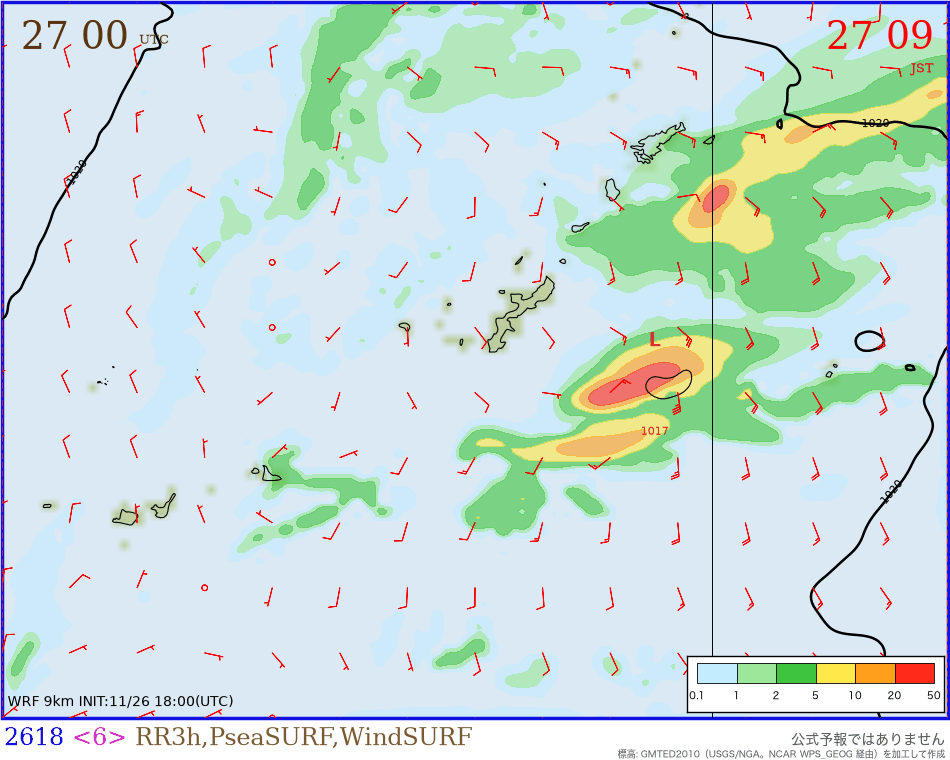 27 00 UTC
27 09 JST
1020
1020
L
1017
1020
WRF 9km INIT:11/26 18:00(UTC)
0.1 1 2 5 10 20 50
2618 <6> RR3h,PseaSURF,WindSURF
公式予報ではありません
標高: GMTED2010（USGS/NGA。NCAR WPS_GEOG 経由）を加工して作成